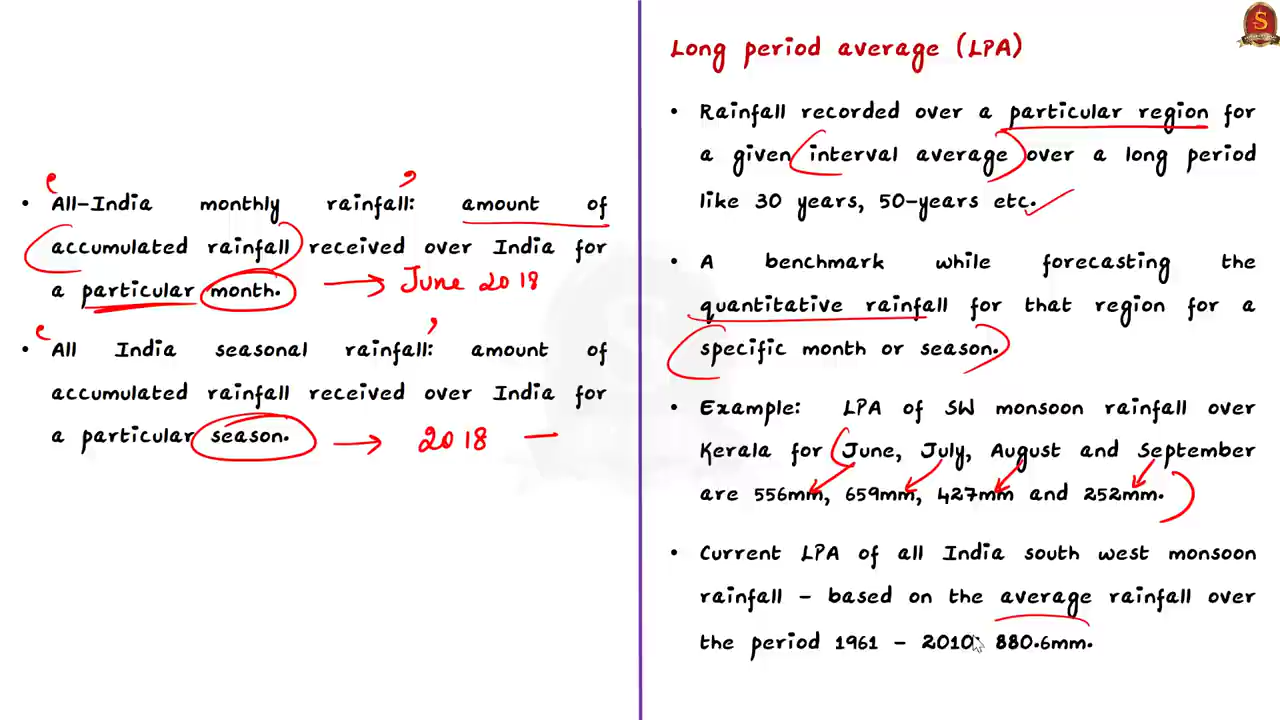 All-India monthly rainfall: amount of
accumulated rainfall received over India for
a particular month. → June 2018
All India seasonal rainfall: amount of
accumulated rainfall received over India for
a particular season. → 2018 –
S
Long period average (LPA)
• Rainfall recorded over a particular region for
a given interval average over a long period
like 30 years, 50-years etc.
• A benchmark while forecasting the
quantitative rainfall for that region for a
specific month or season.
• Example: LPA of SW monsoon rainfall over
Kerala for June, July, August and September
are 556mm, 659mm, 427mm and 252mm.
• Current LPA of all India south west monsoon
rainfall - based on the average rainfall over
the period 1961 - 2010 880.6mm.